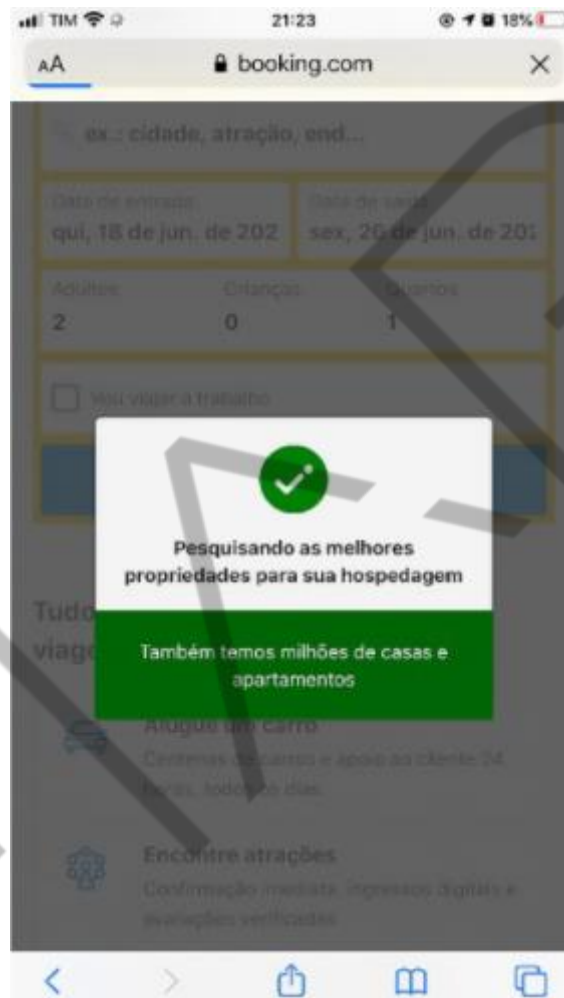 TIM 21:23 18%
AA booking.com
ex.: cidade, atração, end...
Data de entrada Data de saída
qui, 18 de jun. de 202 sex, 26 de jun. de 202
Adultos Crianças Quartos
2 0 1
Vou viajar a trabalho
Pesquisando as melhores
propriedades para sua hospedagem
Tudo
viage
Também temos milhões de casas e
apartamentos
Alugue um carro
Centenas de carros e apoio ao cliente 24
horas, todos os dias.
Encontre atrações
Confirmação imediata, ingressos digitais e
avaliações verificadas